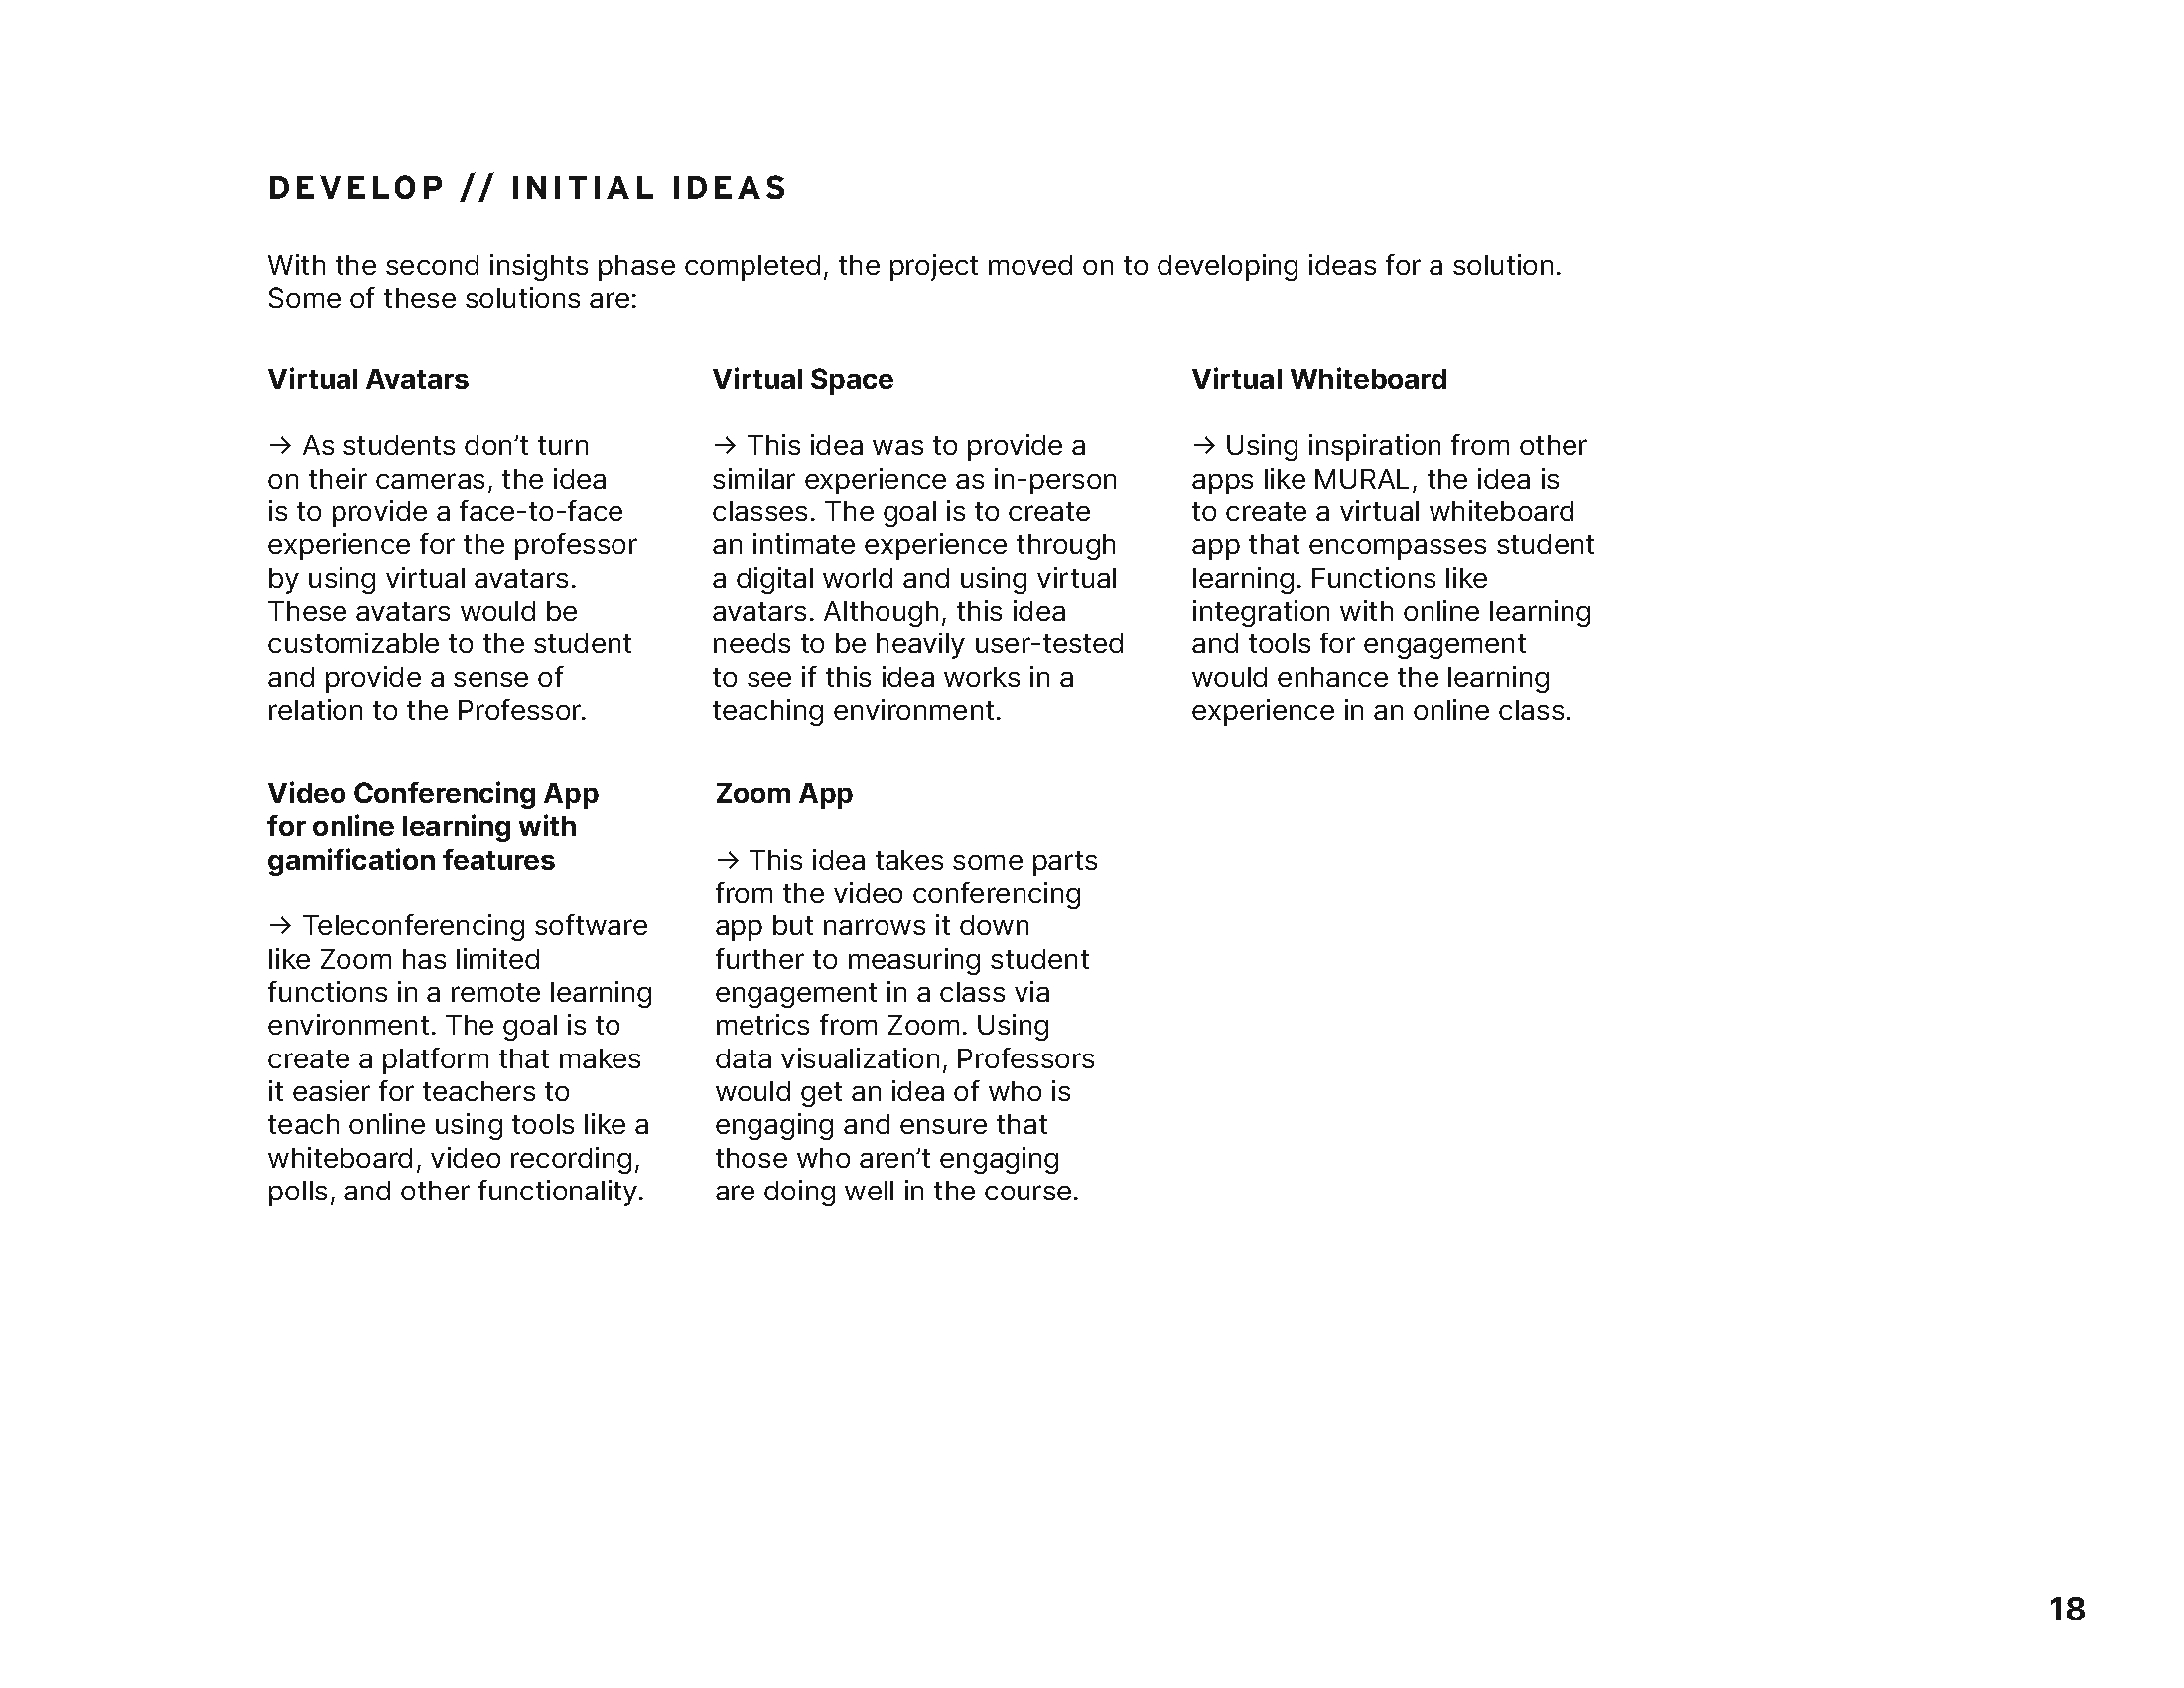 DEVELOP // INITIAL IDEAS
With the second insights phase completed, the project moved on to developing ideas for a solution.
Some of these solutions are:
Virtual Avatars
→ As students don’t turn
on their cameras, the idea
is to provide a face-to-face
experience for the professor
by using virtual avatars.
These avatars would be
customizable to the student
and provide a sense of
relation to the Professor.
Virtual Space
→ This idea was to provide a
similar experience as in-person
classes. The goal is to create
an intimate experience through
a digital world and using virtual
avatars. Although, this idea
needs to be heavily user-tested
to see if this idea works in a
teaching environment.
Virtual Whiteboard
→ Using inspiration from other
apps like MURAL, the idea is
to create a virtual whiteboard
app that encompasses student
learning. Functions like
integration with online learning
and tools for engagement
would enhance the learning
experience in an online class.
Video Conferencing App
for online learning with
gamification features
→ Teleconferencing software
like Zoom has limited
functions in a remote learning
environment. The goal is to
create a platform that makes
it easier for teachers to
teach online using tools like a
whiteboard, video recording,
polls, and other functionality.
Zoom App
→ This idea takes some parts
from the video conferencing
app but narrows it down
further to measuring student
engagement in a class via
metrics from Zoom. Using
data visualization, Professors
would get an idea of who is
engaging and ensure that
those who aren’t engaging
are doing well in the course.
18